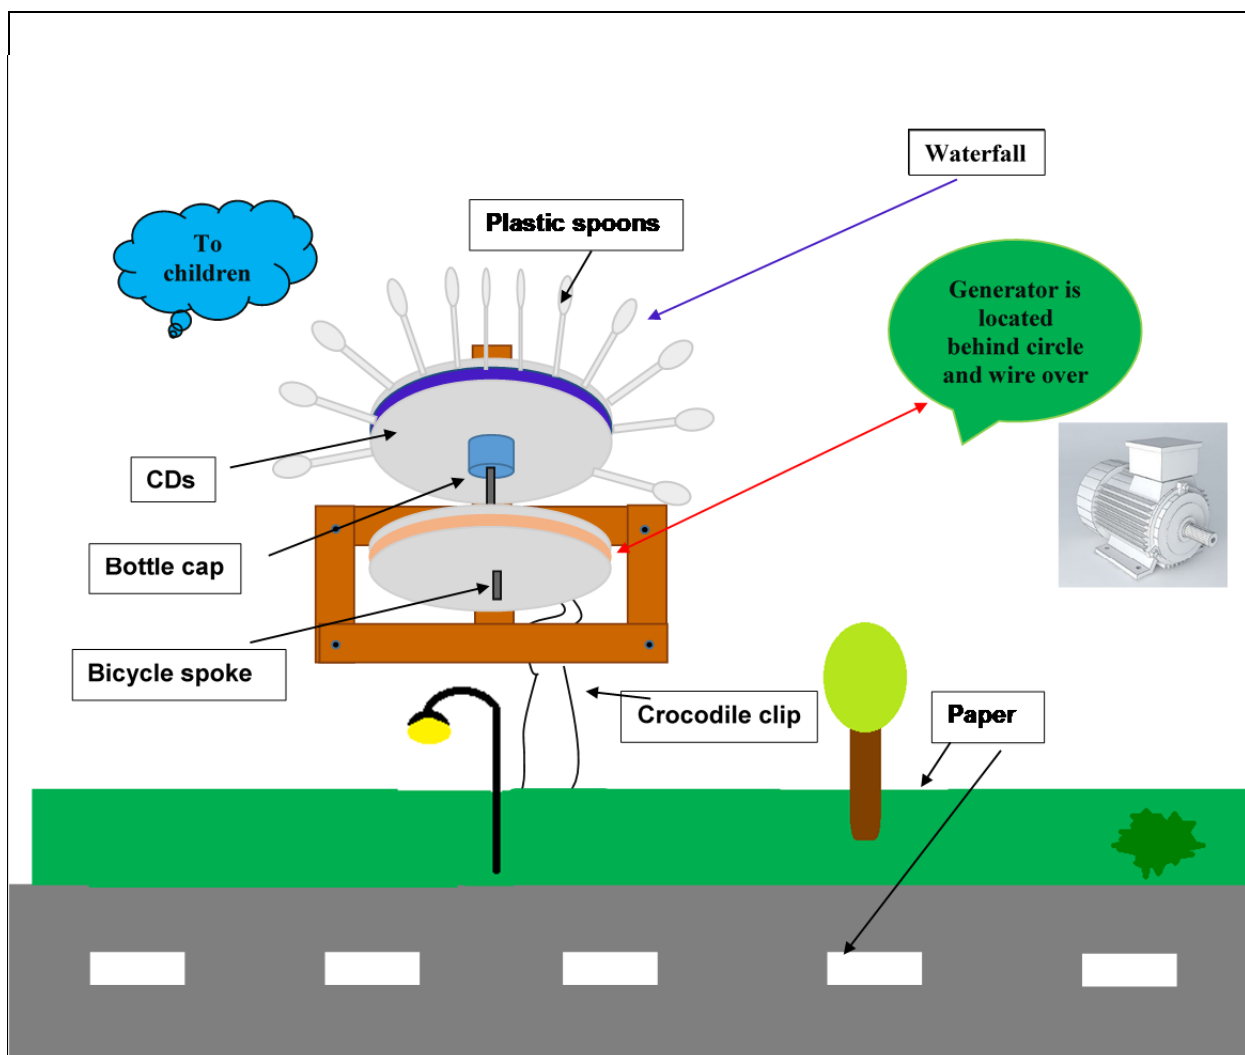 Waterfall
Plastic spoons
To
children
Generator is
located
behind circle
and wire over
CDs
Bottle cap
Bicycle spoke
Crocodile clip
Paper